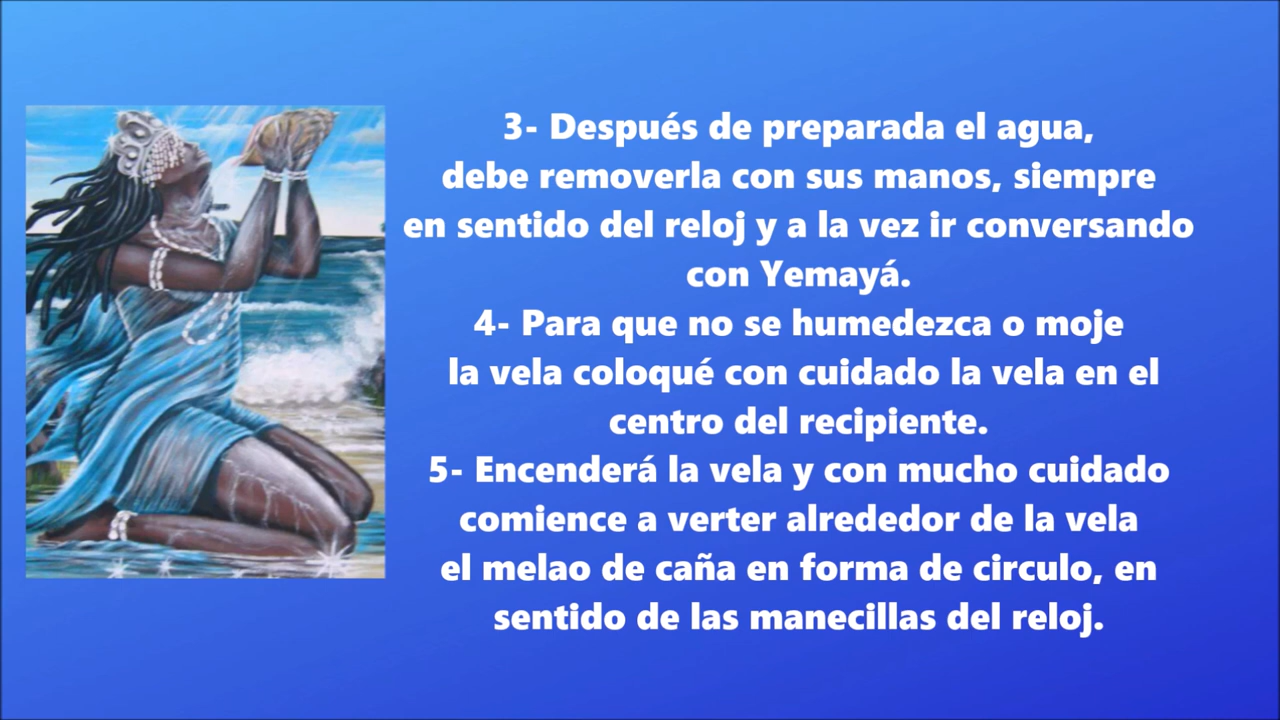 3- Después de preparada el agua,
debe removerla con sus manos, siempre
en sentido del reloj y a la vez ir conversando
con Yemayá.
4- Para que no se humedezca o moje
la vela coloqué con cuidado la vela en el
centro del recipiente.
5- Encenderá la vela y con mucho cuidado
comience a verter alrededor de la vela
el melao de caña en forma de circulo, en
sentido de las manecillas del reloj.